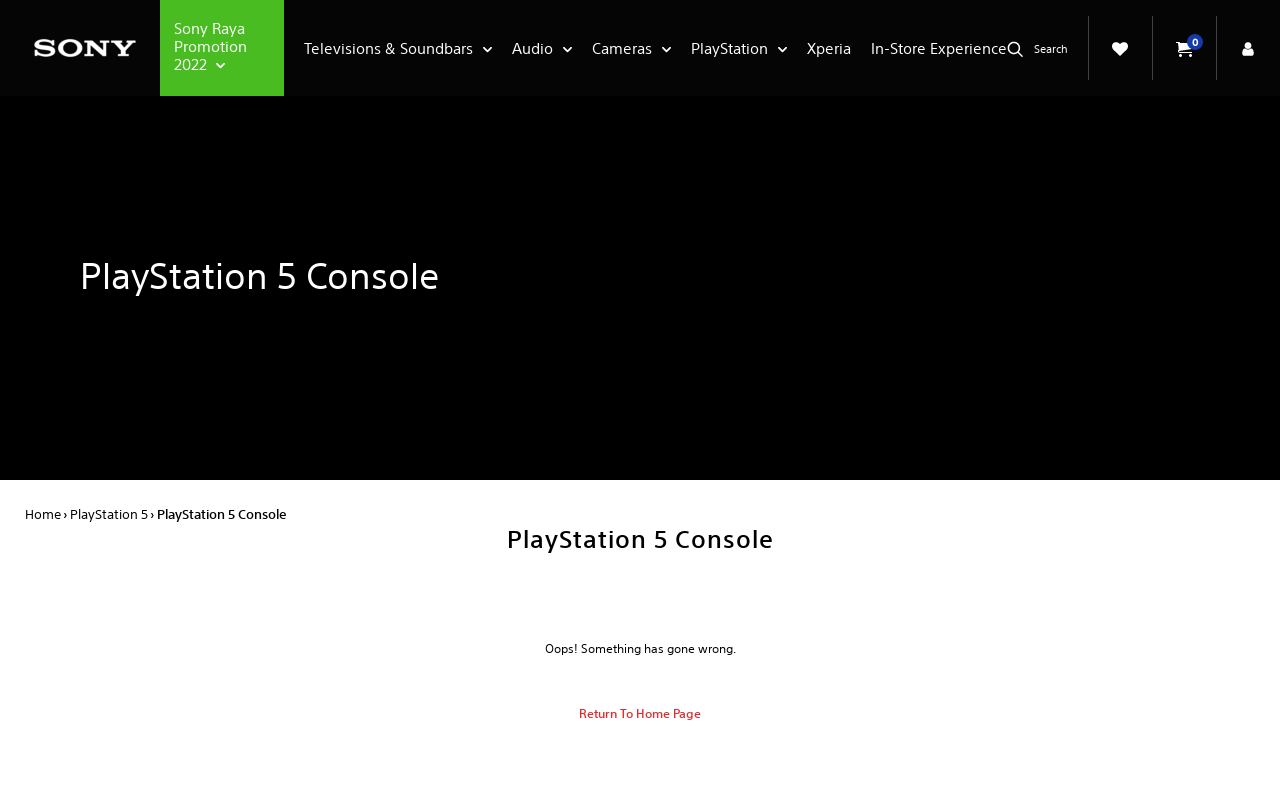 SONY
Sony Raya
Promotion
2022
Televisions & Soundbars
Audio
Cameras
PlayStation
Xperia
In-Store Experience
Search
0
PlayStation 5 Console
Home › PlayStation 5 › PlayStation 5 Console
PlayStation 5 Console
Oops! Something has gone wrong.
Return To Home Page